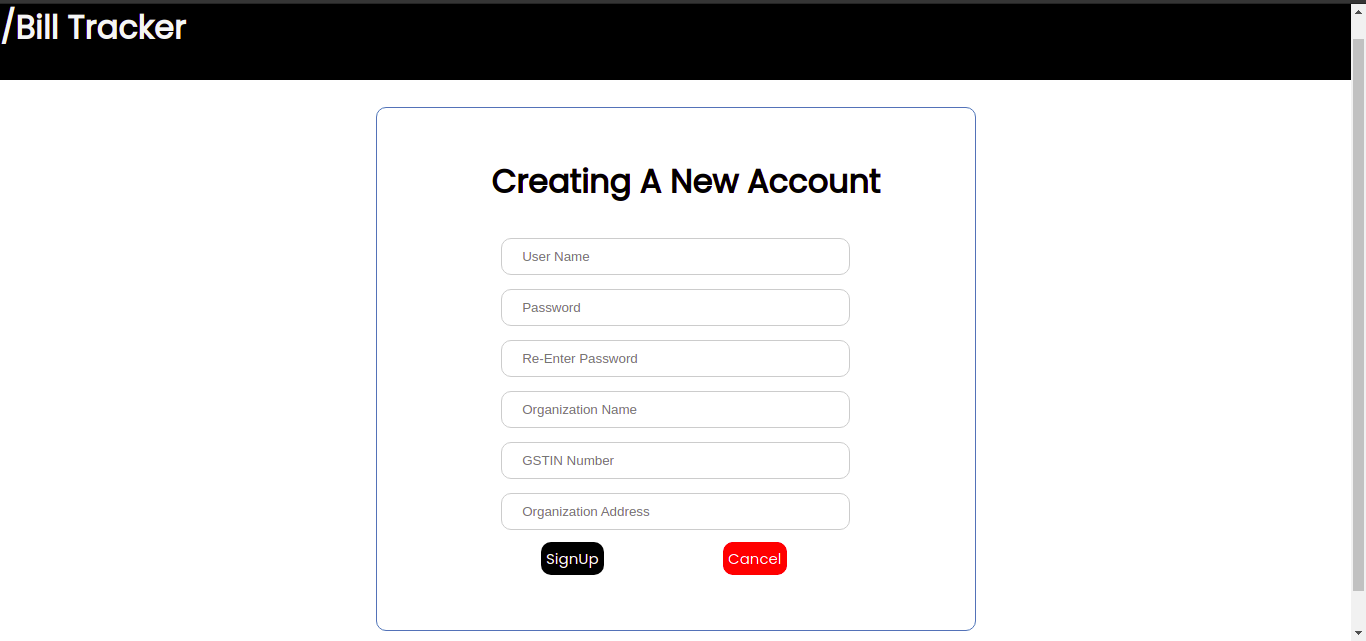 /Bill Tracker
Creating A New Account
User Name
Password
Re-Enter Password
Organization Name
GSTIN Number
Organization Address
SignUp Cancel